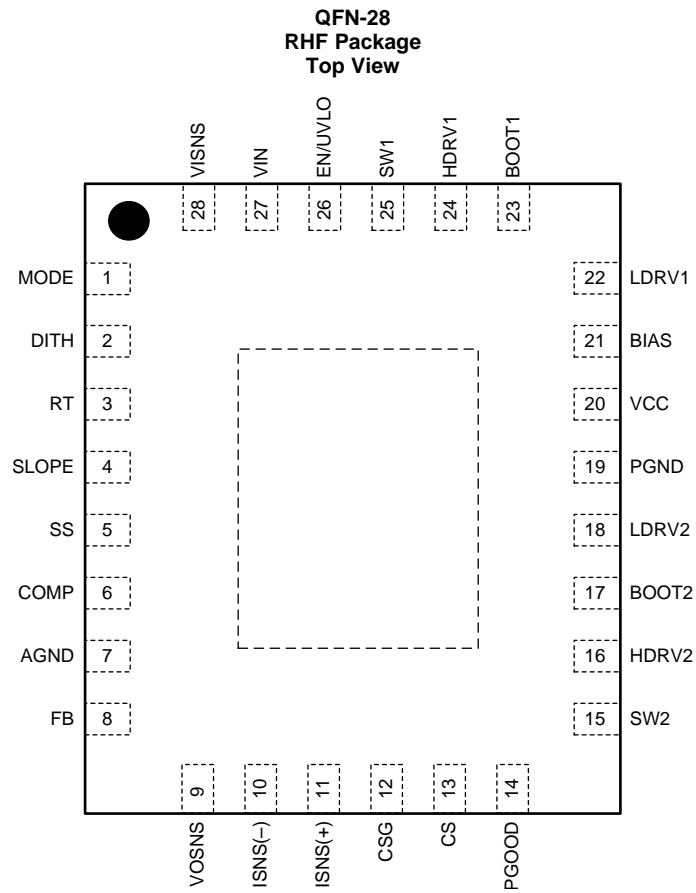 QFN-28
RHF Package
Top View
VISNS
VIN
EN/UVLO
SW1
HDRV1
BOOT1
28
27
26
25
24
23
MODE 1
22 LDRV1
DITH 2
21 BIAS
RT 3
20 VCC
SLOPE 4
19 PGND
SS 5
18 LDRV2
COMP 6
17 BOOT2
AGND 7
16 HDRV2
FB 8
15 SW2
9
10
11
12
13
14
VOSNS
ISNS(–)
ISNS(+)
CSG
CS
PGOOD